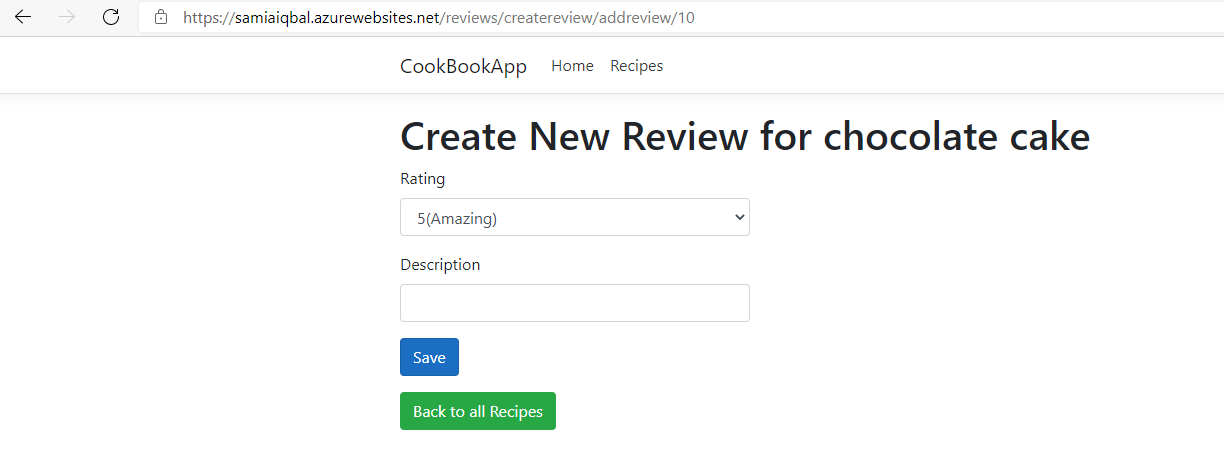 https://samiaiqbal.azurewebsites.net/reviews/createreview/addreview/10
CookBookApp Home Recipes
Create New Review for chocolate cake
Rating
5(Amazing)
Description
Save
Back to all Recipes